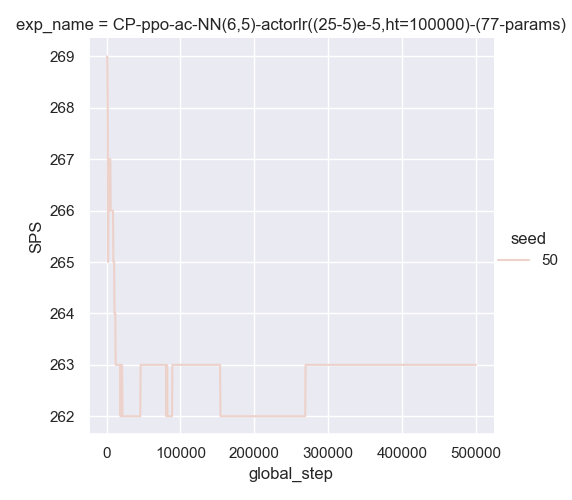 exp_name = CP-ppo-ac-NN(6,5)-actorlr((25-5)e-5,ht=100000)-(77-params)
269
268
267
266
265
264
263
262
SPS
seed
50
0 100000 200000 300000 400000 500000
global_step